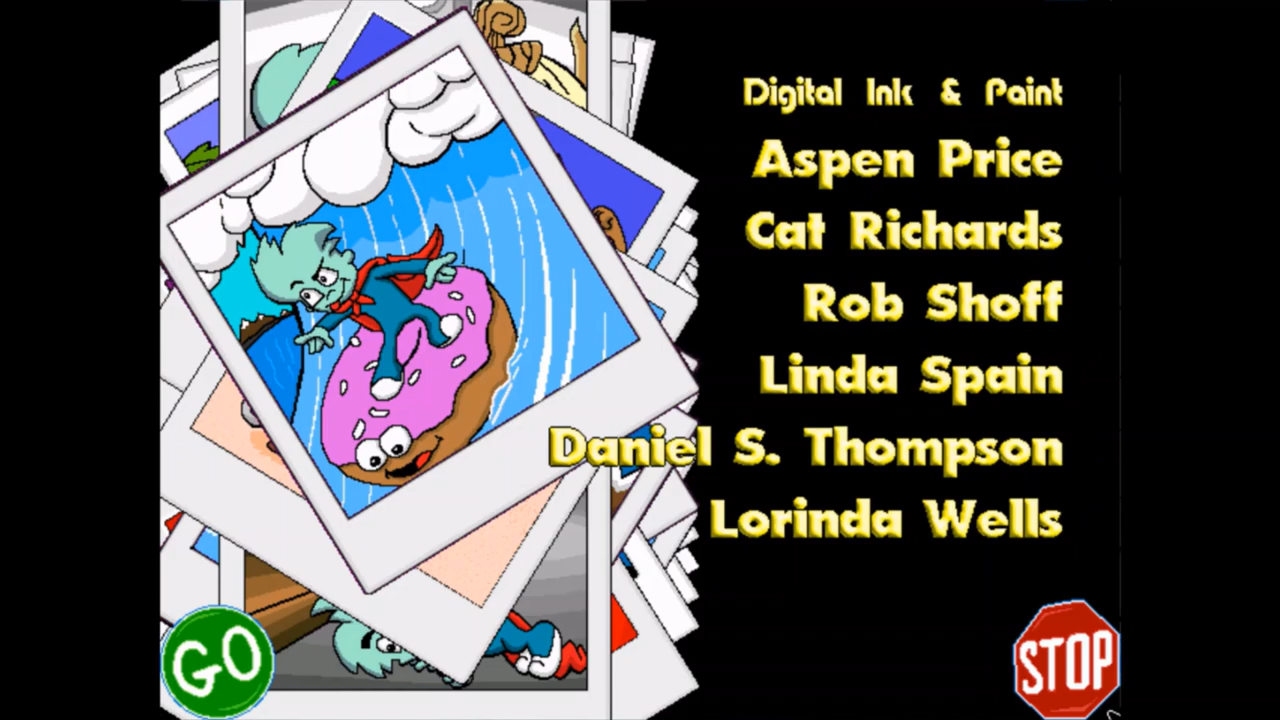 Digital Ink & Paint
Aspen Price
Cat Richards
Rob Shoff
Linda Spain
Daniel S. Thompson
Lorinda Wells
GO
STOP